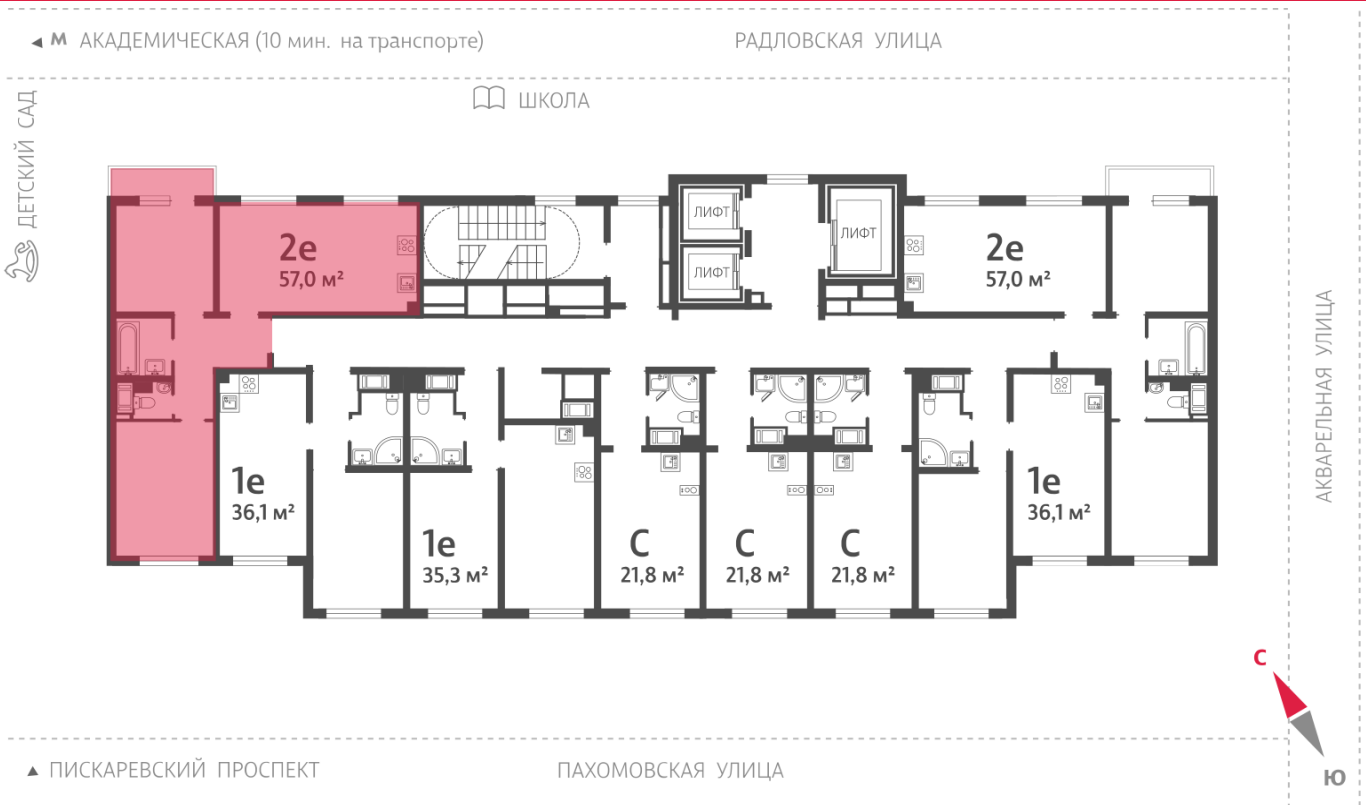 М АКАДЕМИЧЕСКАЯ (10 мин. на транспорте)
РАДЛОВСКАЯ УЛИЦА
ДЕТСКИЙ САД
ШКОЛА
ЛИФТ
ЛИФТ
ЛИФТ
2е
57,0 м²
2е
57,0 м²
АКВАРЕЛЬНАЯ УЛИЦА
1е
36,1 м²
1е
35,3 м²
С
21,8 м²
С
21,8 м²
С
21,8 м²
1е
36,1 м²
С
Ю
ПИСКАРЕВСКИЙ ПРОСПЕКТ
ПАХОМОВСКАЯ УЛИЦА